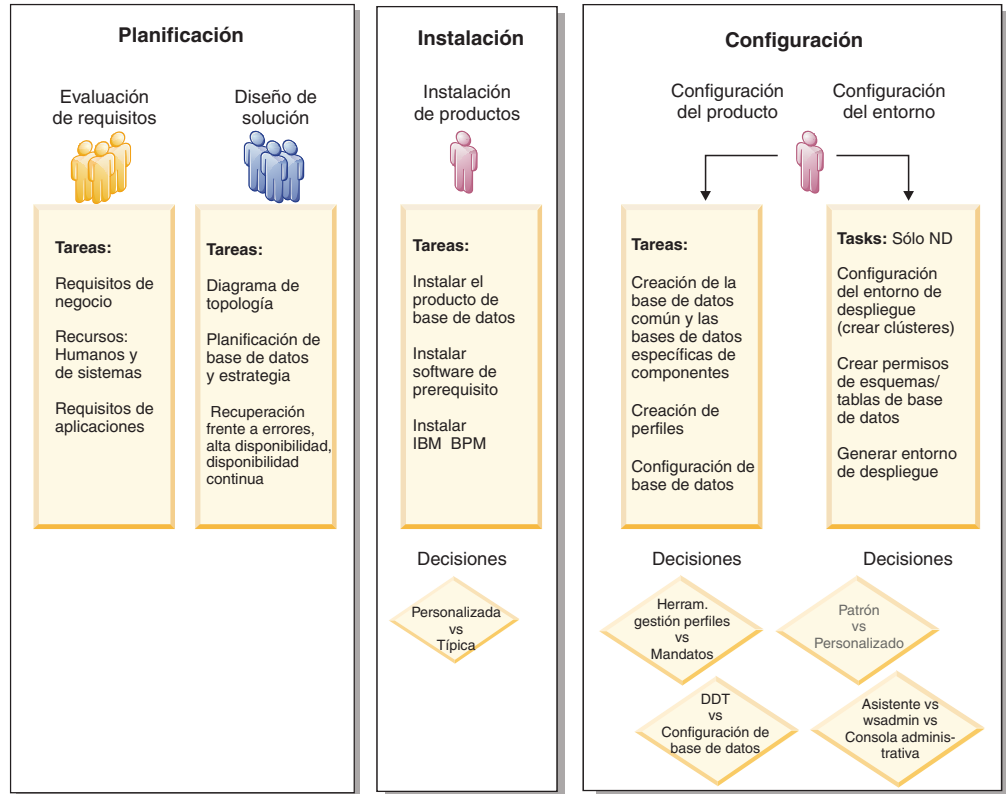 Planificación
Evaluación
de requisitos
Diseño de
solución
Tareas:
Requisitos de
negocio
Recursos:
Humanos y
de sistemas
Requisitos de
aplicaciones
Tareas:
Diagrama de
topología
Planificación de
base de datos
y estrategia
Recuperación
frente a errores,
alta disponibilidad,
disponibilidad
continua
Instalación
Instalación
de productos
Tareas:
Instalar el
producto de
base de datos
Instalar
software de
prerequisito
Instalar
IBM BPM
Decisiones
Personalizada
vs
Típica
Configuración
Configuración
del producto
Configuración
del entorno
Tareas:
Creación de la
base de datos
común y las
bases de datos
específicas de
componentes
Creación de
perfiles
Configuración de
base de datos
Tasks: Sólo ND
Configuración
del entorno de
despliegue
(crear clústeres)
Crear permisos
de esquemas/
tablas de base
de datos
Generar entorno
de despliegue
Decisiones
Herram.
gestión perfiles
vs
Mandatos
DDT
vs
Configuración de
base de datos
Decisiones
Patrón
vs
Personalizado
Asistente vs
wsadmin vs
Consola adminis-
trativa